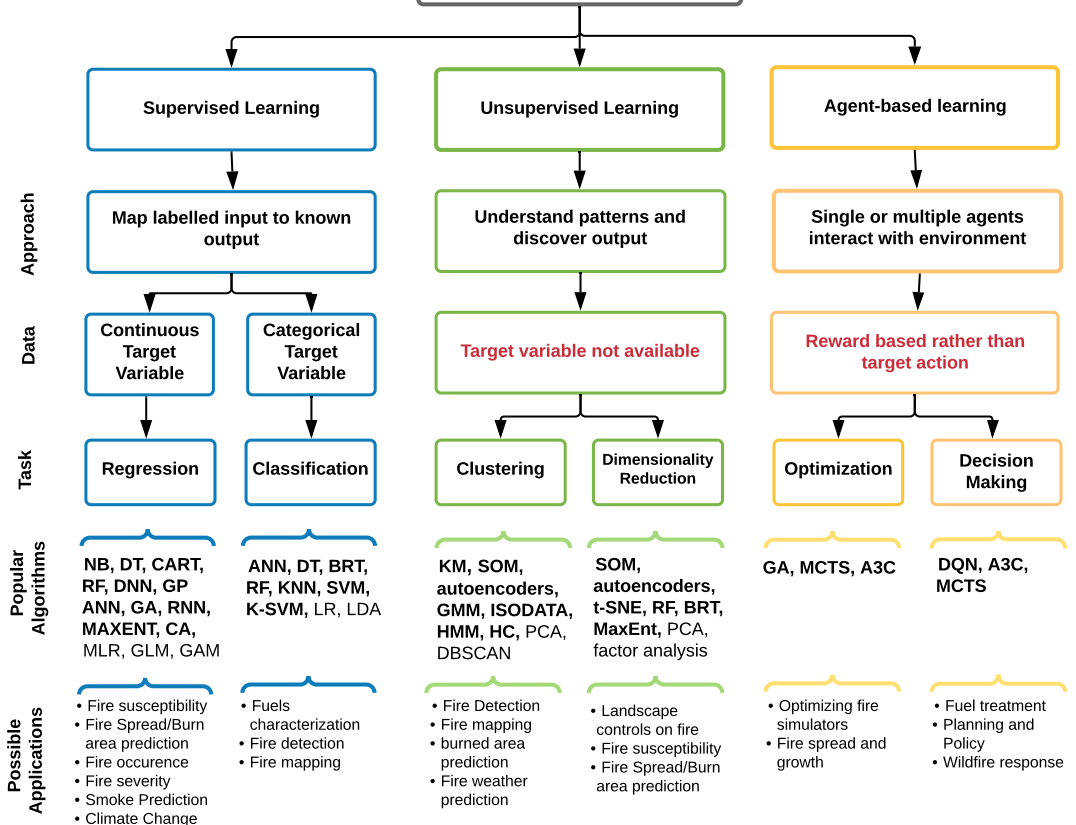 Supervised Learning
Unsupervised Learning
Agent-based learning
Approach
Map labelled input to known
output
Understand patterns and
discover output
Single or multiple agents
interact with environment
Data
Continuous
Target
Variable
Categorical
Target
Variable
Target variable not available
Reward based rather than
target action
Task
Regression
Classification
Clustering
Dimensionality
Reduction
Optimization
Decision
Making
Popular
Algorithms
NB, DT, CART,
RF, DNN, GP
ANN, GA, RNN,
MAXENT, CA,
MLR, GLM, GAM
ANN, DT, BRT,
RF, KNN, SVM,
K-SVM, LR, LDA
KM, SOM,
autoencoders,
GMM, ISODATA,
HMM, HC, PCA,
DBSCAN
SOM,
autoencoders,
t-SNE, RF, BRT,
MaxEnt, PCA,
factor analysis
GA, MCTS, A3C
DQN, A3C,
MCTS
Possible
Applications
• Fire susceptibility
• Fire Spread/Burn
area prediction
• Fire occurence
• Fire severity
• Smoke Prediction
• Climate Change
• Fuels
characterization
• Fire detection
• Fire mapping
• Fire Detection
• Fire mapping
• burned area
prediction
• Fire weather
prediction
• Landscape
controls on fire
• Fire susceptibility
• Fire Spread/Burn
area prediction
• Optimizing fire
simulators
• Fire spread and
growth
• Fuel treatment
• Planning and
Policy
• Wildfire response